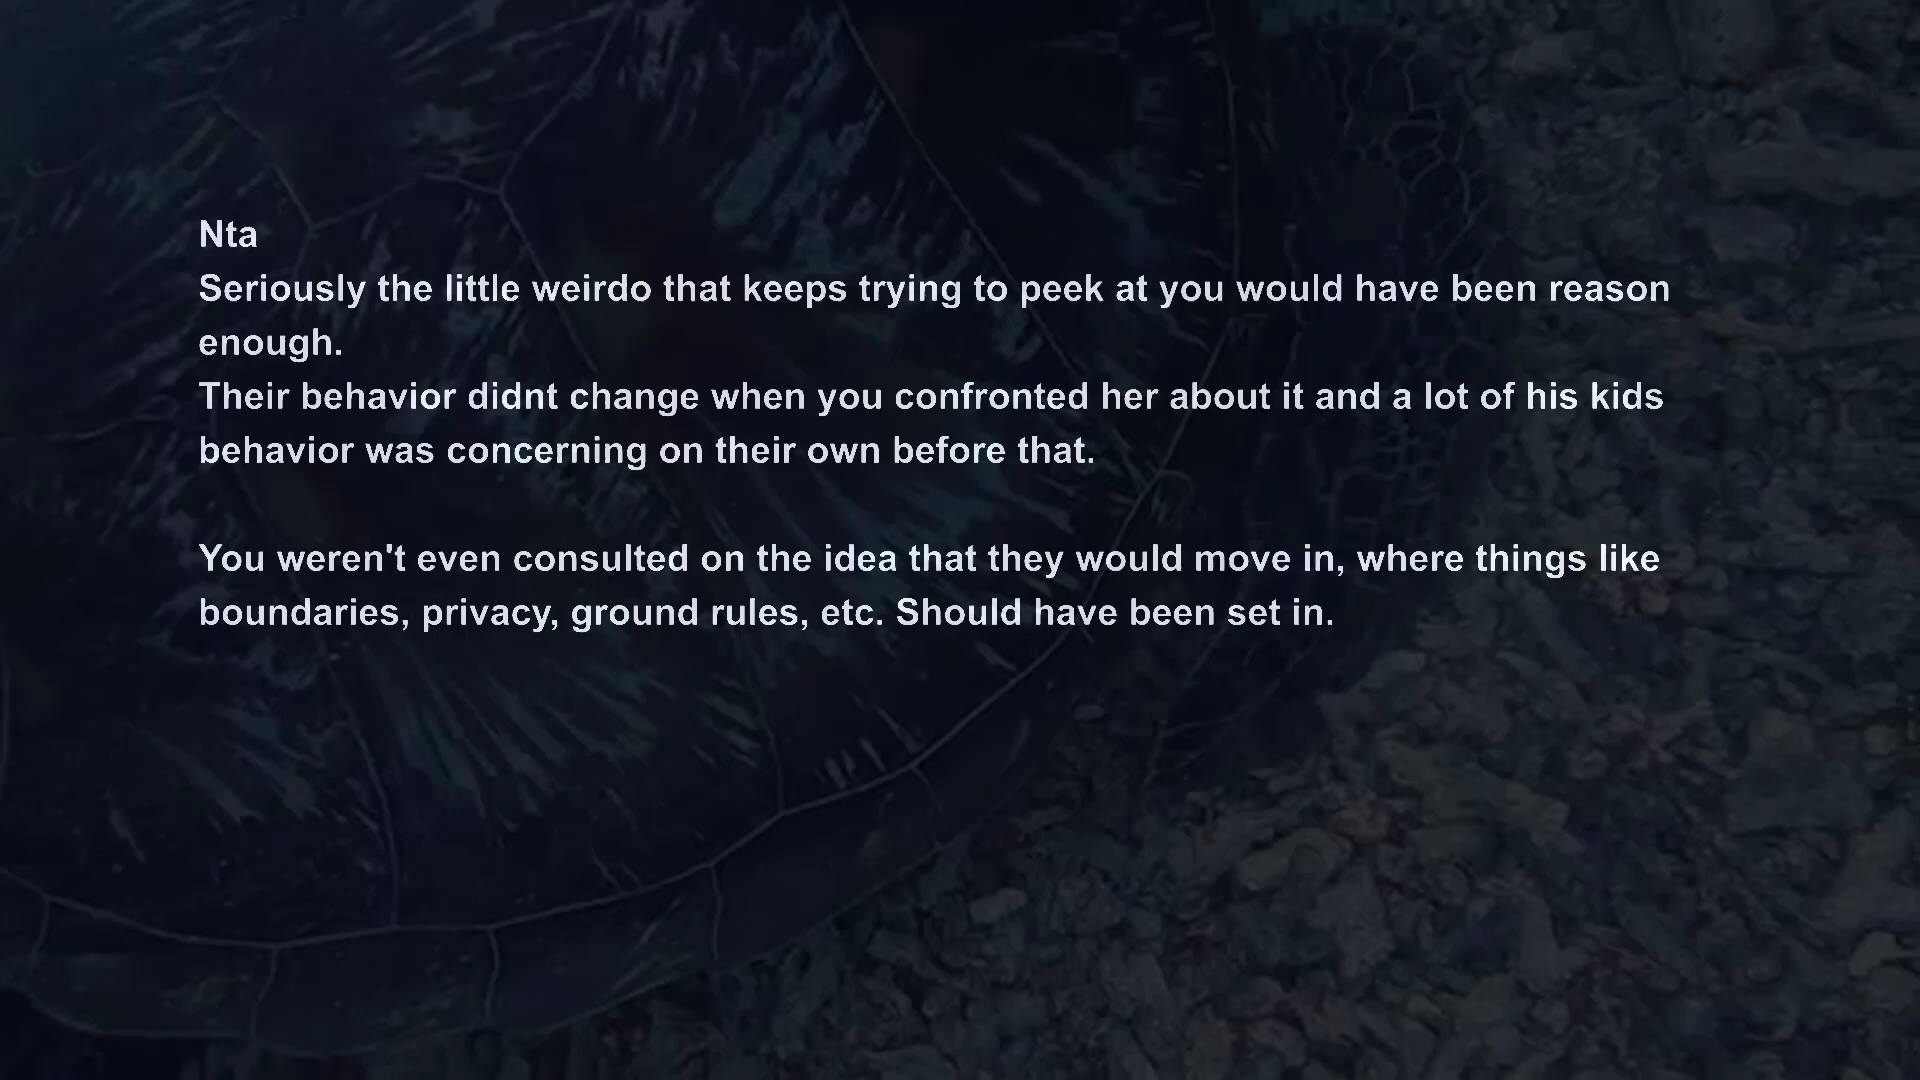 Nta
Seriously the little weirdo that keeps trying to peek at you would have been reason
enough.
Their behavior didnt change when you confronted her about it and a lot of his kids
behavior was concerning on their own before that.
You weren't even consulted on the idea that they would move in, where things like
boundaries, privacy, ground rules, etc. Should have been set in.